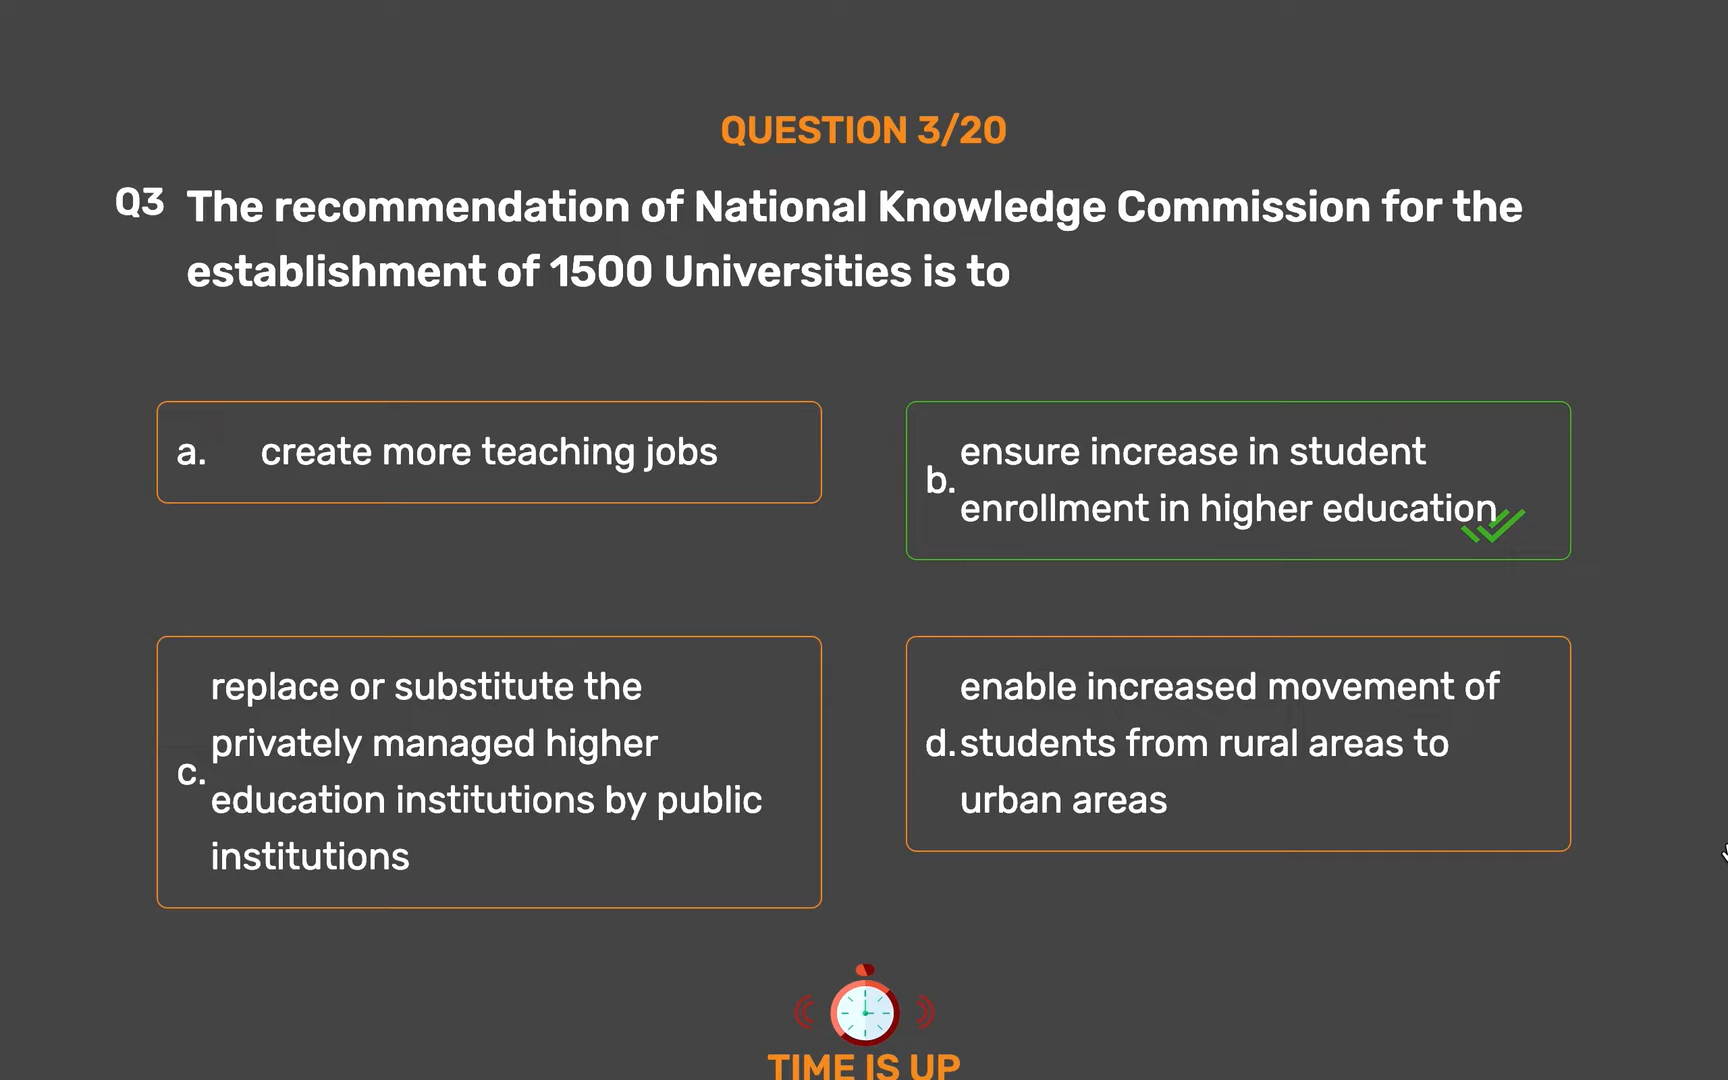 QUESTION 3/20
Q3 The recommendation of National Knowledge Commission for the
establishment of 1500 Universities is to
a. create more teaching jobs
b. ensure increase in student
enrollment in higher education
c. replace or substitute the
privately managed higher
education institutions by public
institutions
d. enable increased movement of
students from rural areas to
urban areas
TIME IS UP